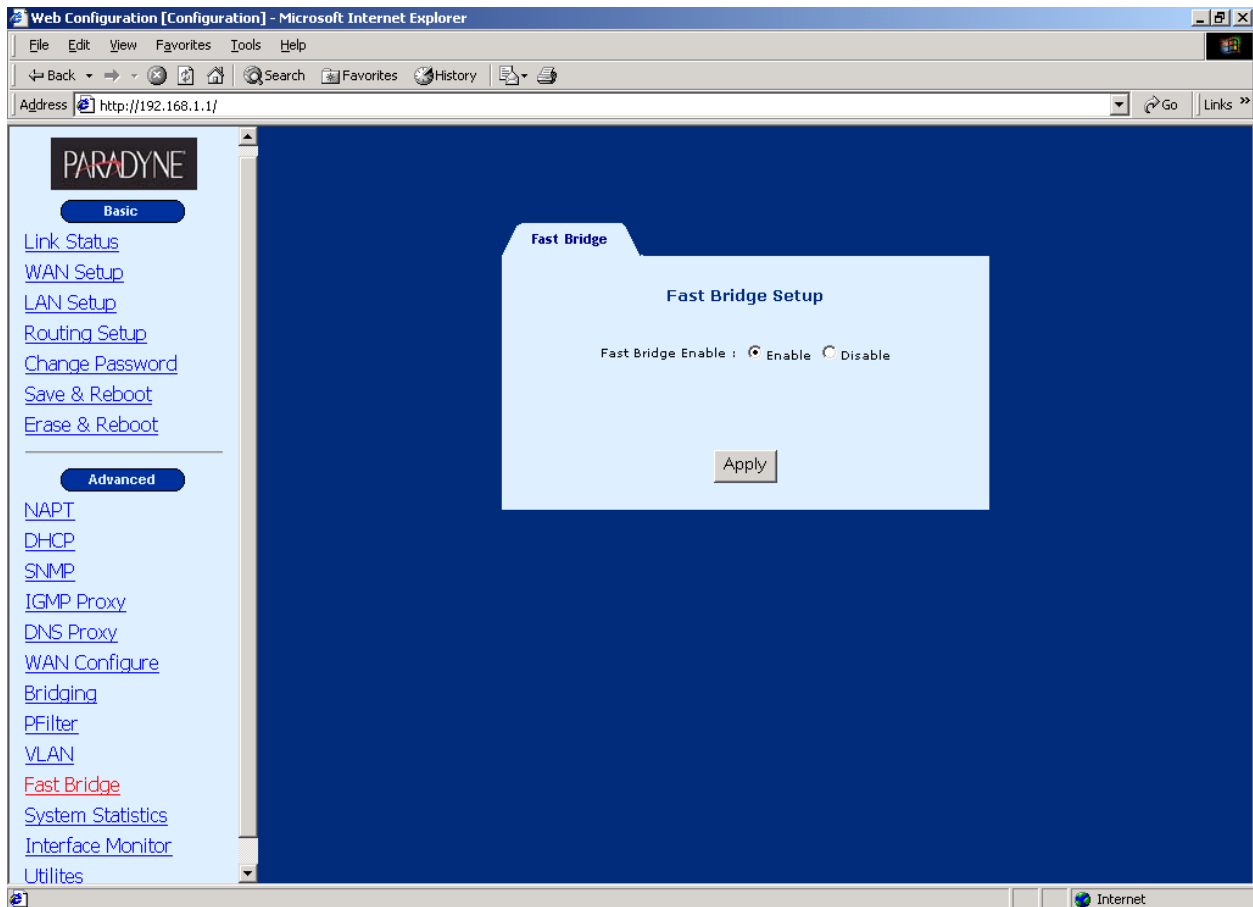 Web Configuration [Configuration] - Microsoft Internet Explorer
File Edit View Favorites Tools Help
Back Search Favorites History
Address http://192.168.1.1/ Go Links »
PARADYNE
Basic
Link Status
WAN Setup
LAN Setup
Routing Setup
Change Password
Save & Reboot
Erase & Reboot
Advanced
NAPT
DHCP
SNMP
IGMP Proxy
DNS Proxy
WAN Configure
Bridging
PFilter
VLAN
Fast Bridge
System Statistics
Interface Monitor
Utilites
Fast Bridge
Fast Bridge Setup
Fast Bridge Enable : Enable Disable
Apply
Internet